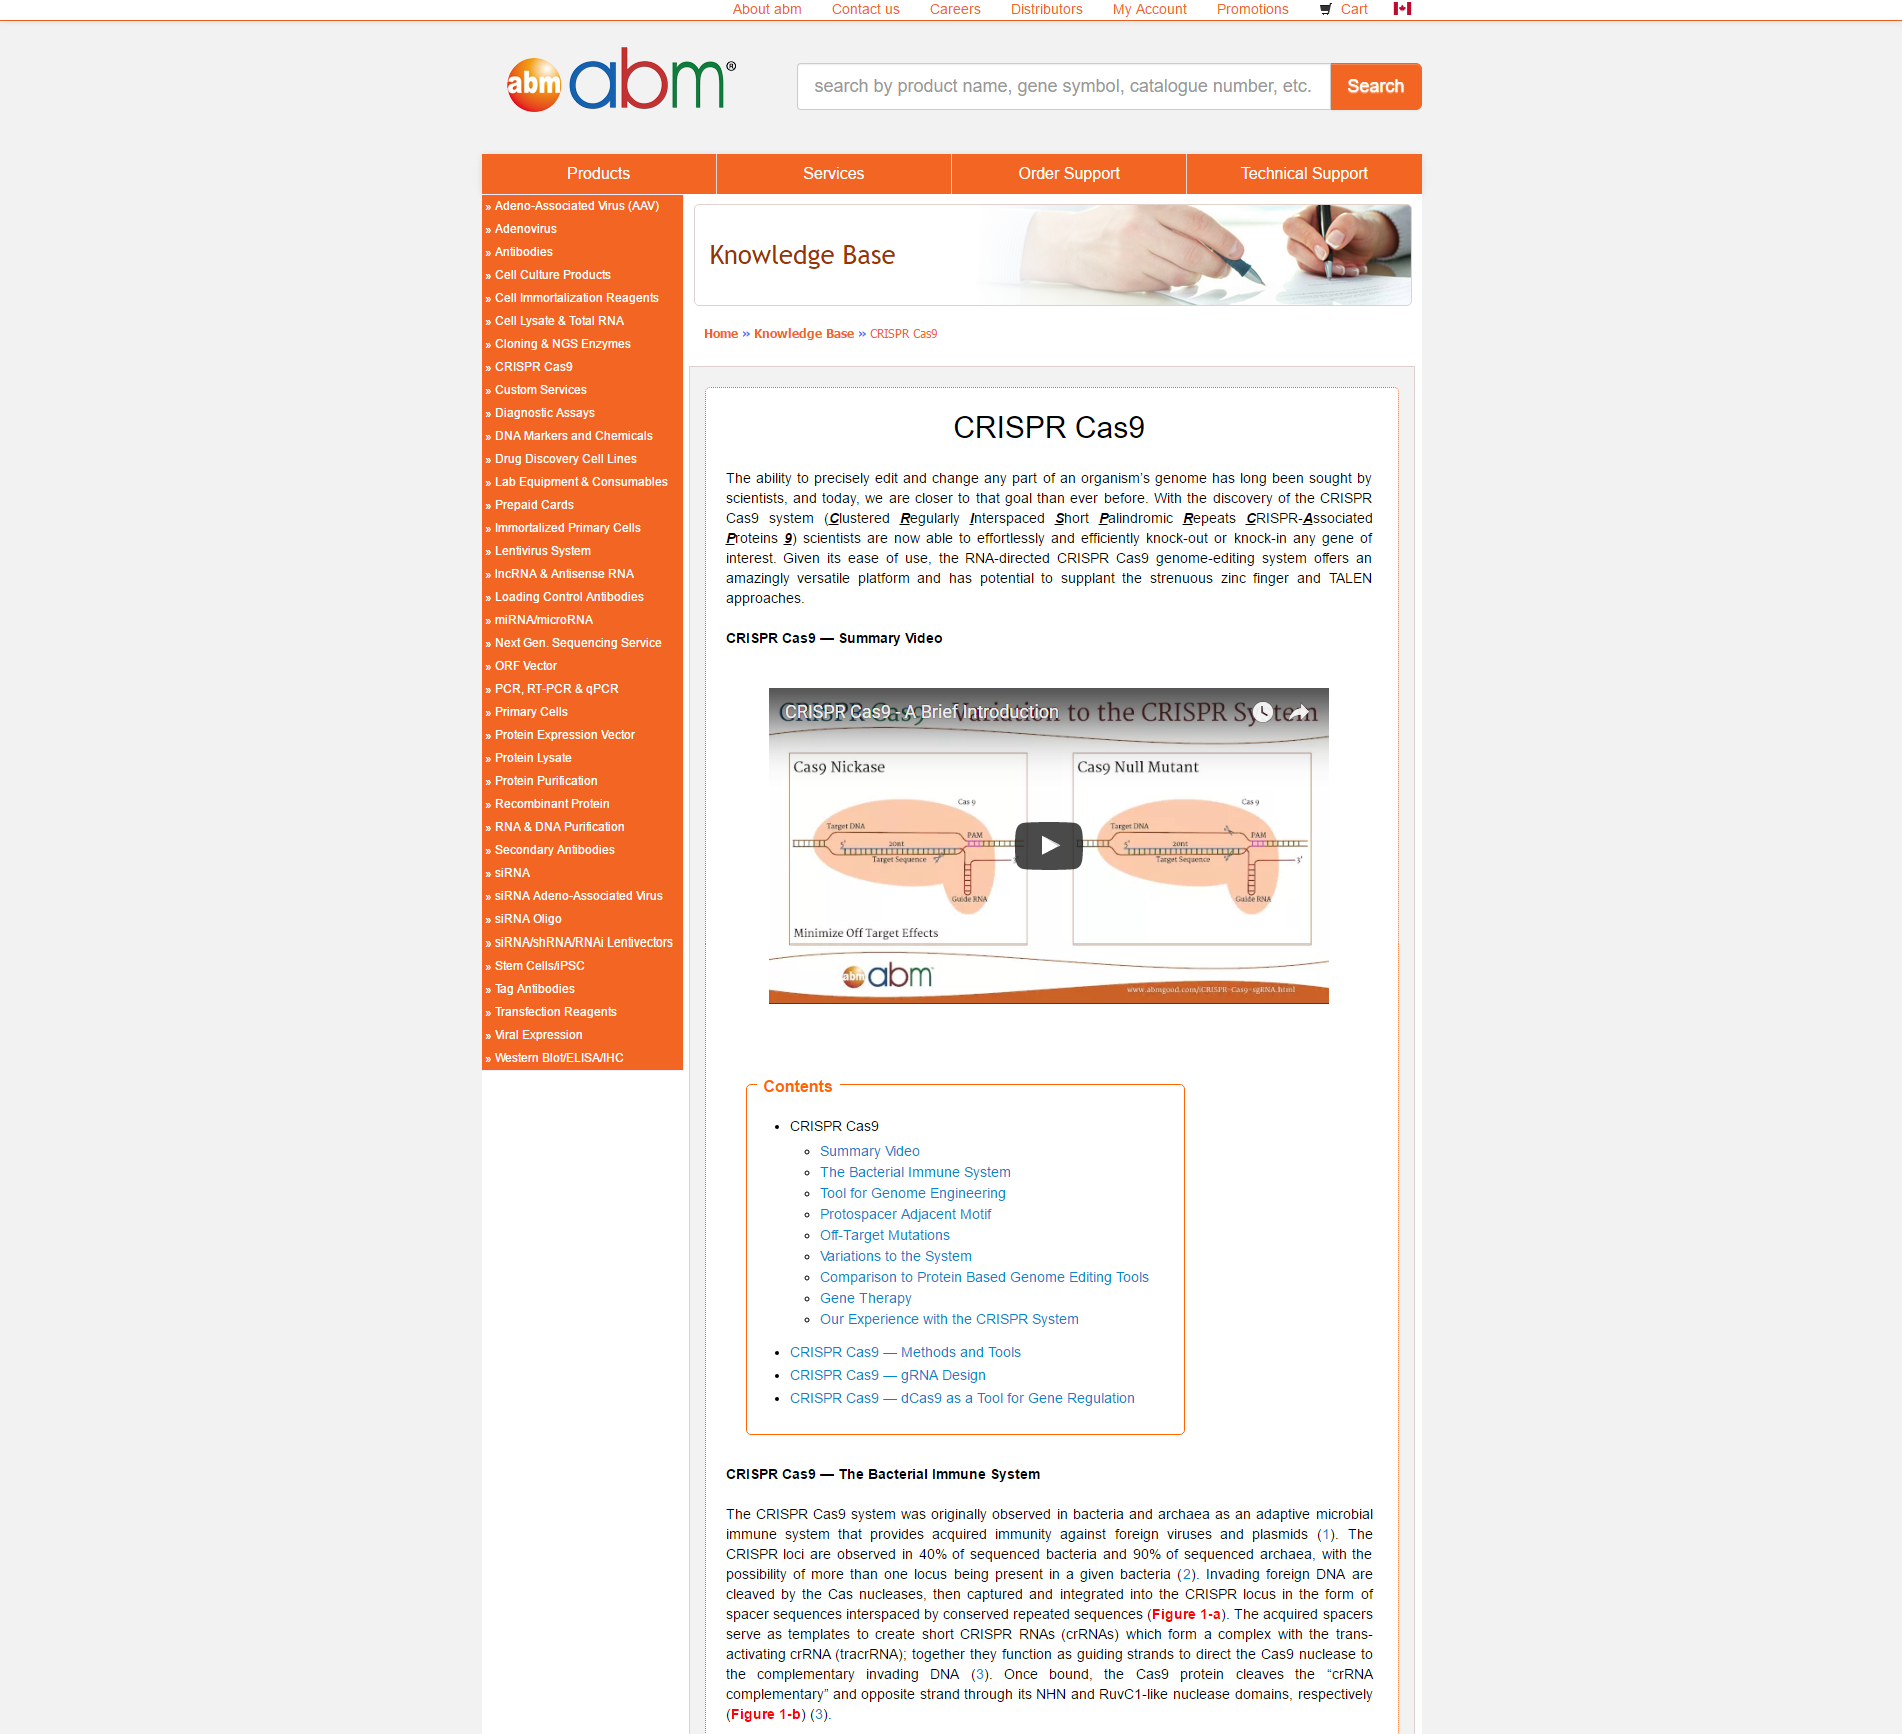 About abm Contact us Careers Distributors My Account Promotions Cart
abm abm®
search by product name, gene symbol, catalogue number, etc. Search
Products Services Order Support Technical Support
» Adeno-Associated Virus (AAV)
» Adenovirus
» Antibodies
» Cell Culture Products
» Cell Immortalization Reagents
» Cell Lysate & Total RNA
» Cloning & NGS Enzymes
» CRISPR Cas9
» Custom Services
» Diagnostic Assays
» DNA Markers and Chemicals
» Drug Discovery Cell Lines
» Lab Equipment & Consumables
» Prepaid Cards
» Immortalized Primary Cells
» Lentivirus System
» lncRNA & Antisense RNA
» Loading Control Antibodies
» miRNA/microRNA
» Next Gen. Sequencing Service
» ORF Vector
» PCR, RT-PCR & qPCR
» Primary Cells
» Protein Expression Vector
» Protein Lysate
» Protein Purification
» Recombinant Protein
» RNA & DNA Purification
» Secondary Antibodies
» siRNA
» siRNA Adeno-Associated Virus
» siRNA Oligo
» siRNA/shRNA/RNAi Lentivectors
» Stem Cells/iPSC
» Tag Antibodies
» Transfection Reagents
» Viral Expression
» Western Blot/ELISA/IHC
Knowledge Base
Home » Knowledge Base » CRISPR Cas9
CRISPR Cas9
The ability to precisely edit and change any part of an organism’s genome has long been sought by
scientists, and today, we are closer to that goal than ever before. With the discovery of the CRISPR
Cas9 system (Clustered Regularly Interspaced Short Palindromic Repeats CRISPR-Associated
Proteins 9) scientists are now able to effortlessly and efficiently knock-out or knock-in any gene of
interest. Given its ease of use, the RNA-directed CRISPR Cas9 genome-editing system offers an
amazingly versatile platform and has potential to supplant the strenuous zinc finger and TALEN
approaches.
CRISPR Cas9 — Summary Video
CRISPR Cas9 - A Brief Introduction
CRISPR Cas9 - Variation to the CRISPR System
Cas9 Nickase
Cas 9
Target DNA
PAM
5'
20nt
Target Sequence
3'
Guide RNA
Minimize Off Target Effects
Cas9 Null Mutant
Cas 9
Target DNA
PAM
5'
20nt
Target Sequence
3'
Guide RNA
abm abm
www.abmgood.com/CRISPR-Cas9-sgRNA.html
Contents
• CRISPR Cas9
Summary Video
The Bacterial Immune System
Tool for Genome Engineering
Protospacer Adjacent Motif
Off-Target Mutations
Variations to the System
Comparison to Protein Based Genome Editing Tools
Gene Therapy
Our Experience with the CRISPR System
• CRISPR Cas9 — Methods and Tools
• CRISPR Cas9 — gRNA Design
• CRISPR Cas9 — dCas9 as a Tool for Gene Regulation
CRISPR Cas9 — The Bacterial Immune System
The CRISPR Cas9 system was originally observed in bacteria and archaea as an adaptive microbial
immune system that provides acquired immunity against foreign viruses and plasmids (1). The
CRISPR loci are observed in 40% of sequenced bacteria and 90% of sequenced archaea, with the
possibility of more than one locus being present in a given bacteria (2). Invading foreign DNA are
cleaved by the Cas nucleases, then captured and integrated into the CRISPR locus in the form of
spacer sequences interspaced by conserved repeated sequences (Figure 1-a). The acquired spacers
serve as templates to create short CRISPR RNAs (crRNAs) which form a complex with the trans-
activating crRNA (tracrRNA); together they function as guiding strands to direct the Cas9 nuclease to
the complementary invading DNA (3). Once bound, the Cas9 protein cleaves the “crRNA
complementary” and opposite strand through its NHN and RuvC1-like nuclease domains, respectively
(Figure 1-b) (3).